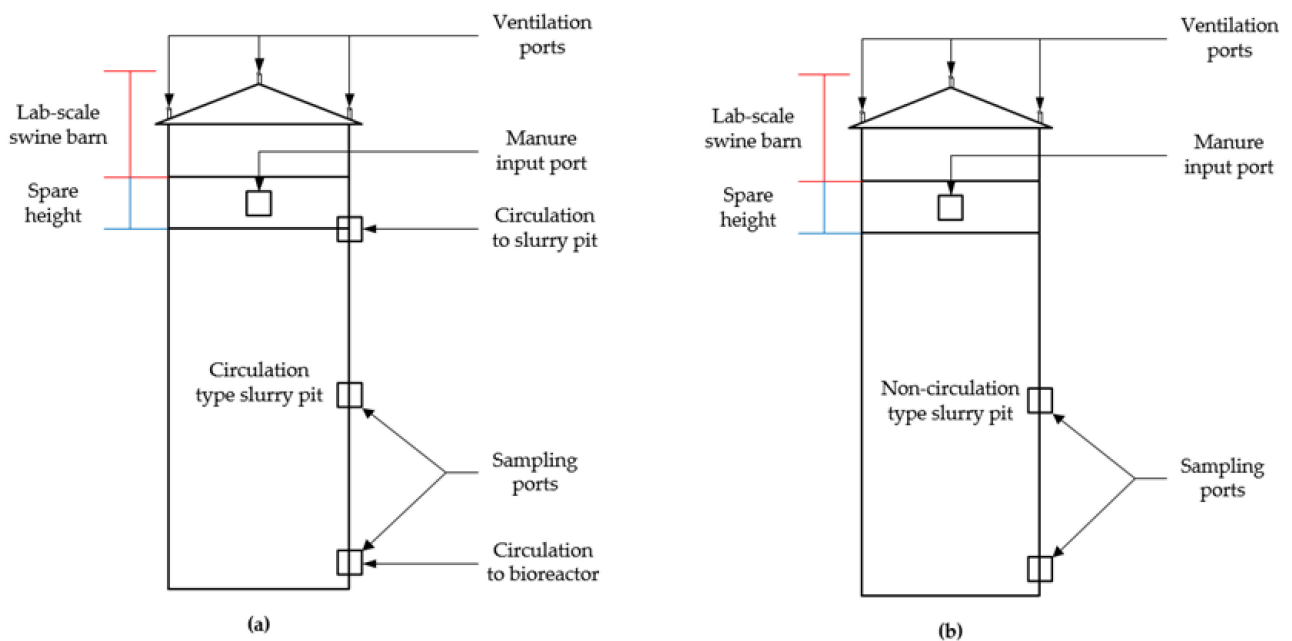 Ventilation
ports
Lab-scale
swine barn
Manure
input port
Spare
height
Circulation
to slurry pit
Circulation
type slurry pit
Sampling
ports
Circulation
to bioreactor
(a)
Ventilation
ports
Lab-scale
swine barn
Manure
input port
Spare
height
Non-circulation
type slurry pit
Sampling
ports
(b)